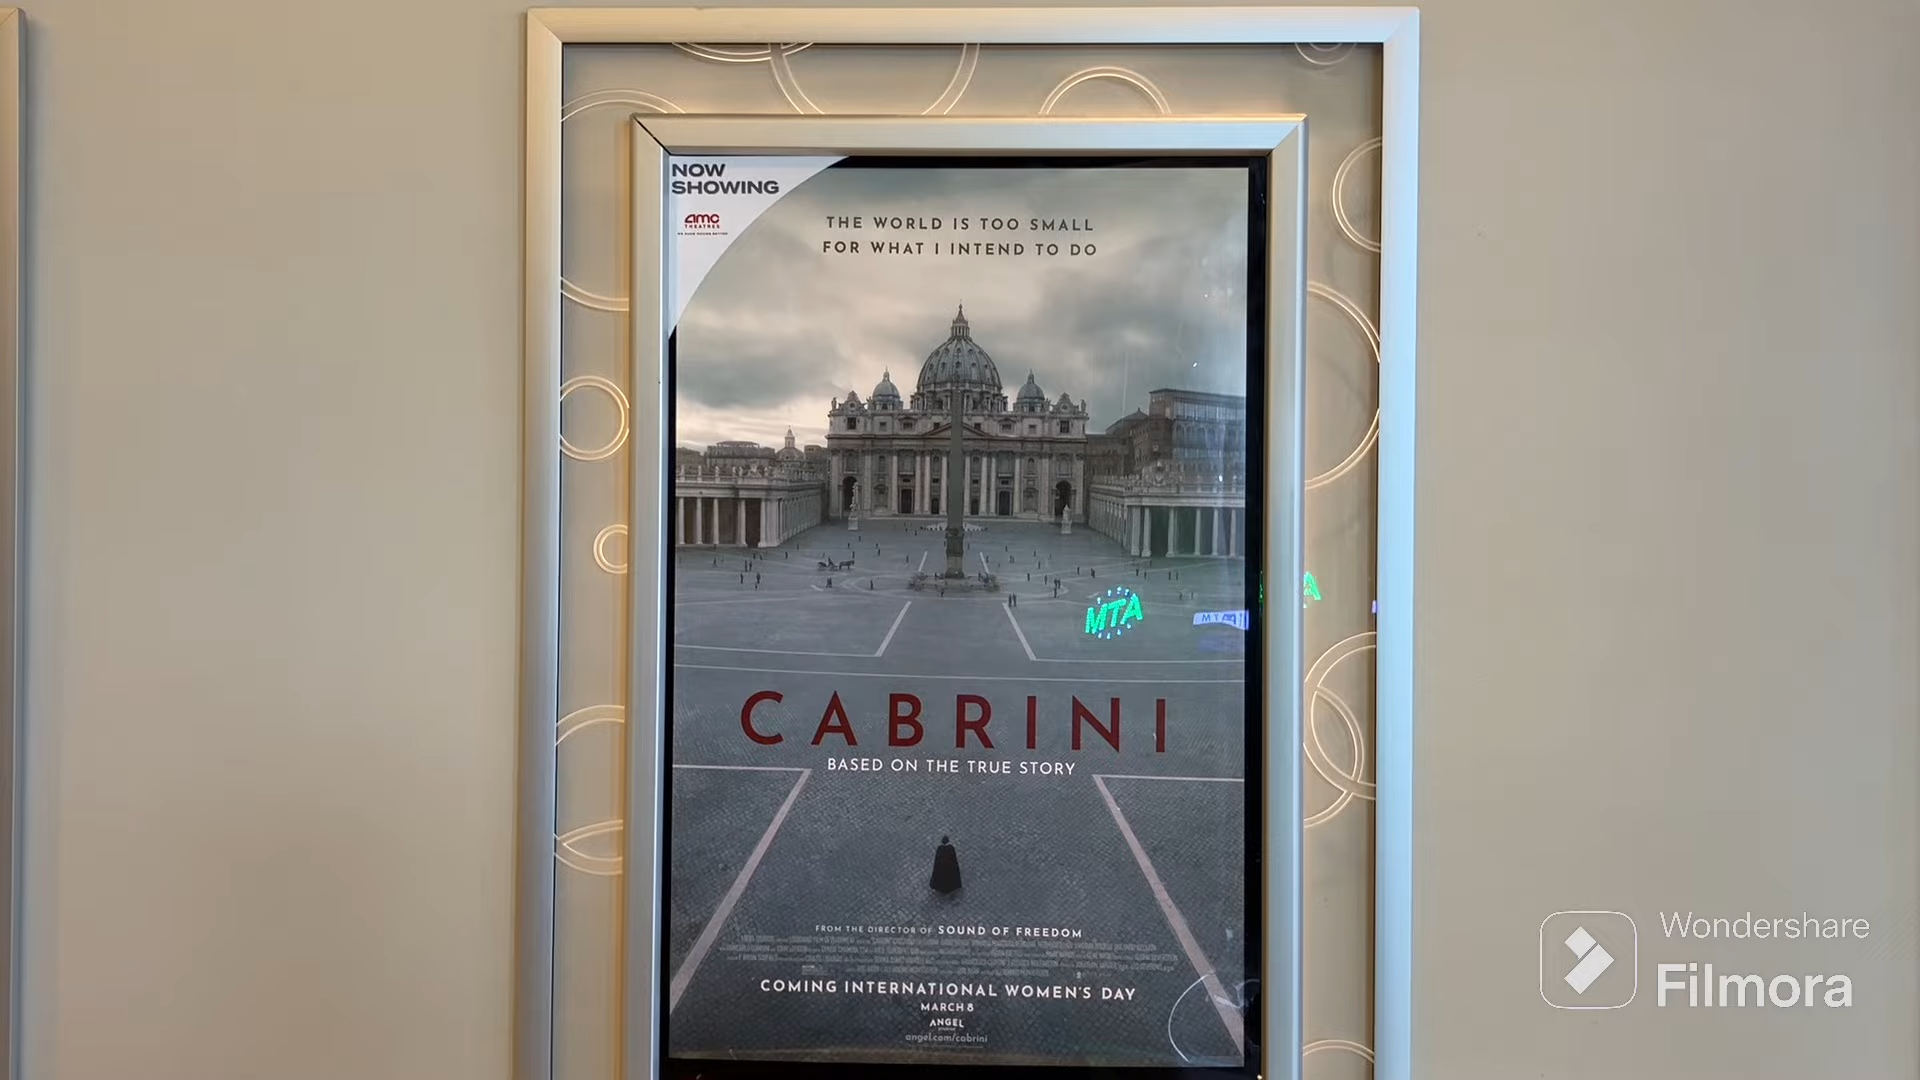 NOW
SHOWING
amc
THEATRES
THE WORLD IS TOO SMALL
FOR WHAT I INTEND TO DO
MTA
MTA
CABRINI
BASED ON THE TRUE STORY
FROM THE DIRECTOR OF SOUND OF FREEDOM
COMING INTERNATIONAL WOMEN'S DAY
MARCH 8
ANGEL
angel.com/cabrini
Wondershare
Filmora